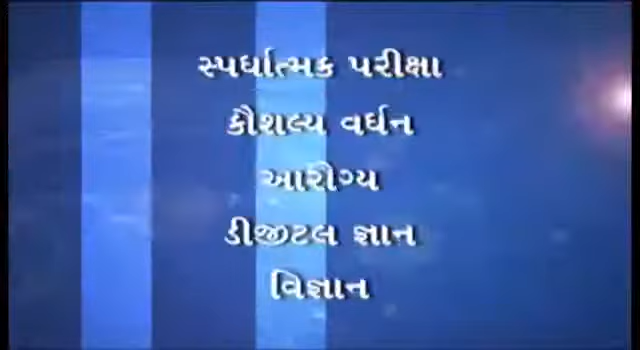 સ્પર્ધાત્મક પરીક્ષા
કૌશલ્ય વર્ધન
આરોગ્ય
ડીજીટલ જ્ઞાન
વિજ્ઞાન